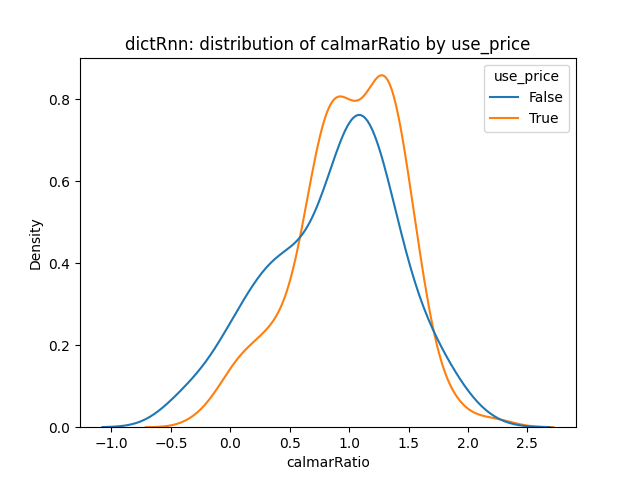 dictRnn: distribution of calmarRatio by use_price
use_price
False
True
Density
0.8
0.6
0.4
0.2
0.0
−1.0 −0.5 0.0 0.5 1.0 1.5 2.0 2.5
calmarRatio